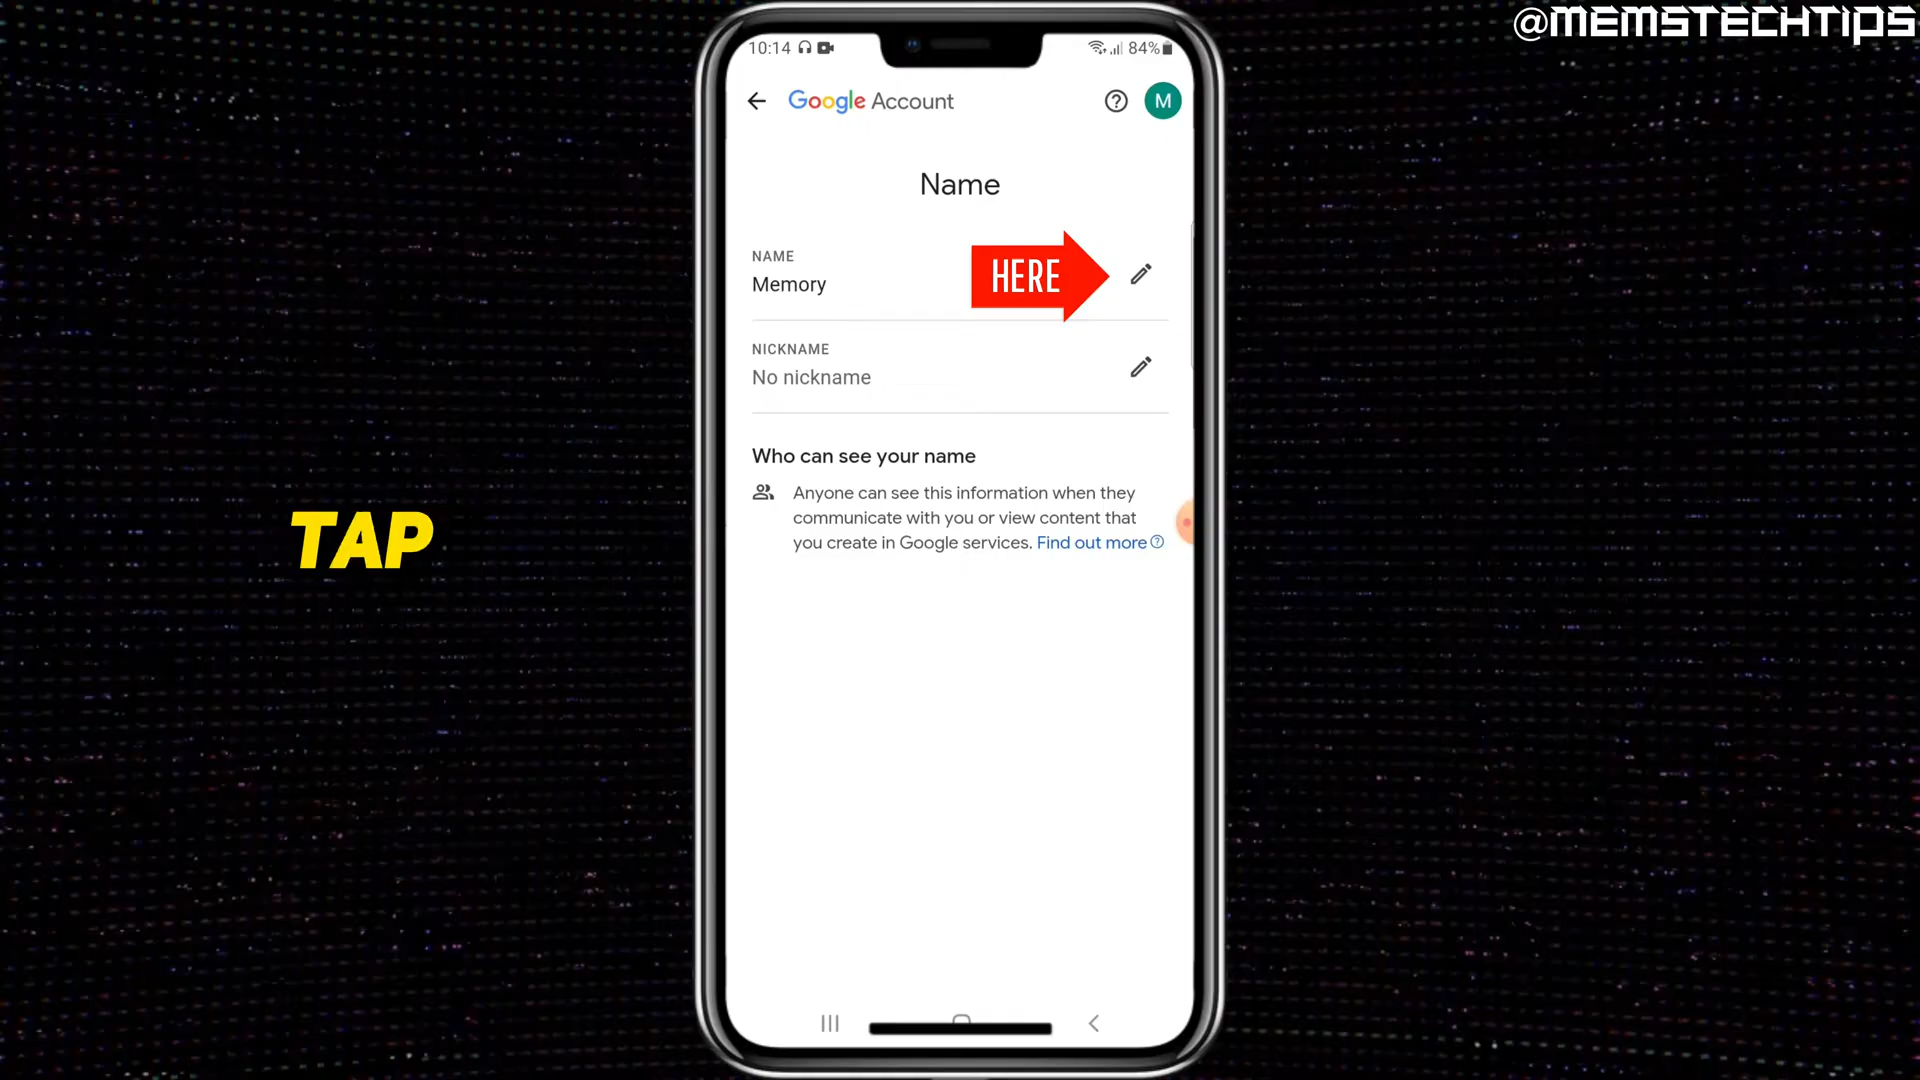 @MEMSTECHTIPS
10:14 84%
Google Account M
Name
NAME
Memory
HERE
NICKNAME
No nickname
Who can see your name
Anyone can see this information when they
communicate with you or view content that
you create in Google services. Find out more
TAP